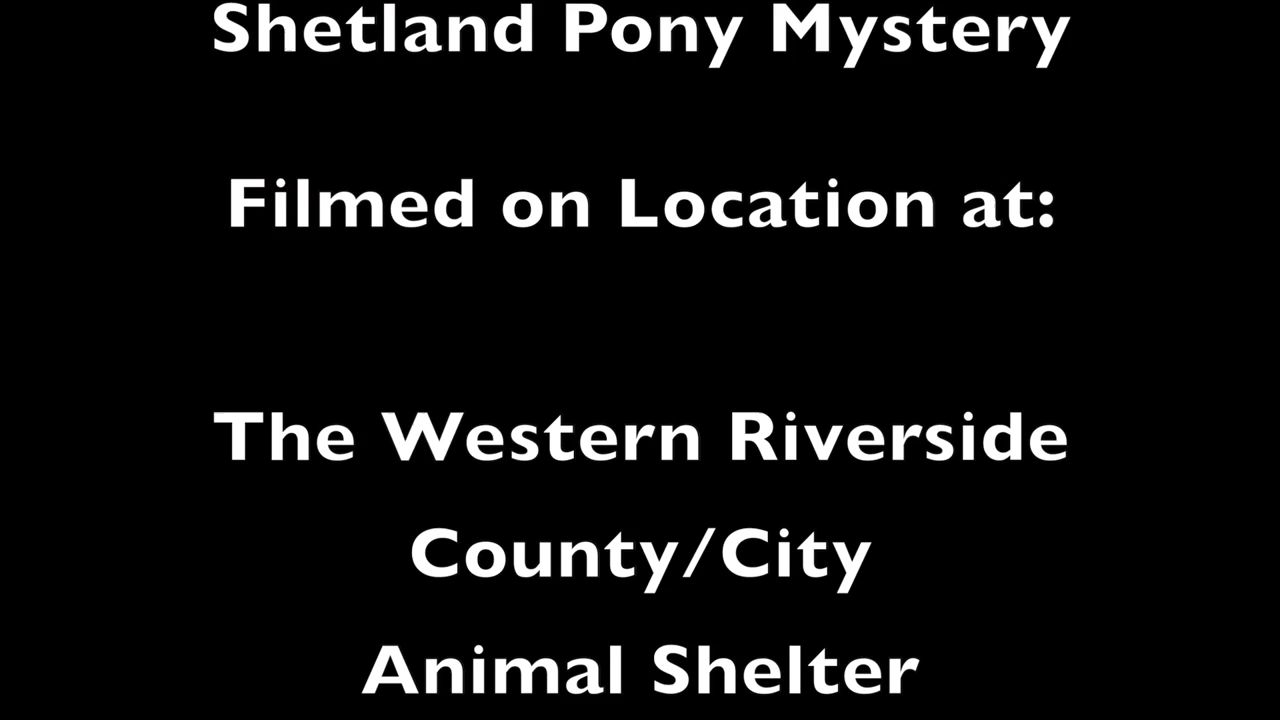 Shetland Pony Mystery
Filmed on Location at:
The Western Riverside
County/City
Animal Shelter